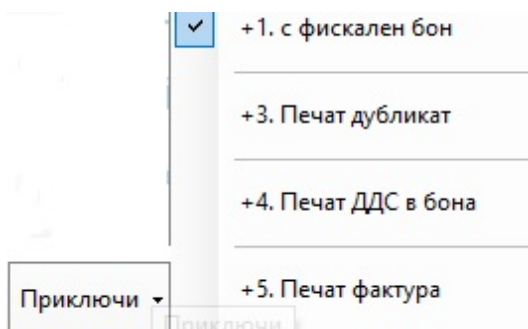 +1. с фискален бон
+3. Печат дубликат
+4. Печат ДДС в бона
+5. Печат фактура
Приключи
Приключи